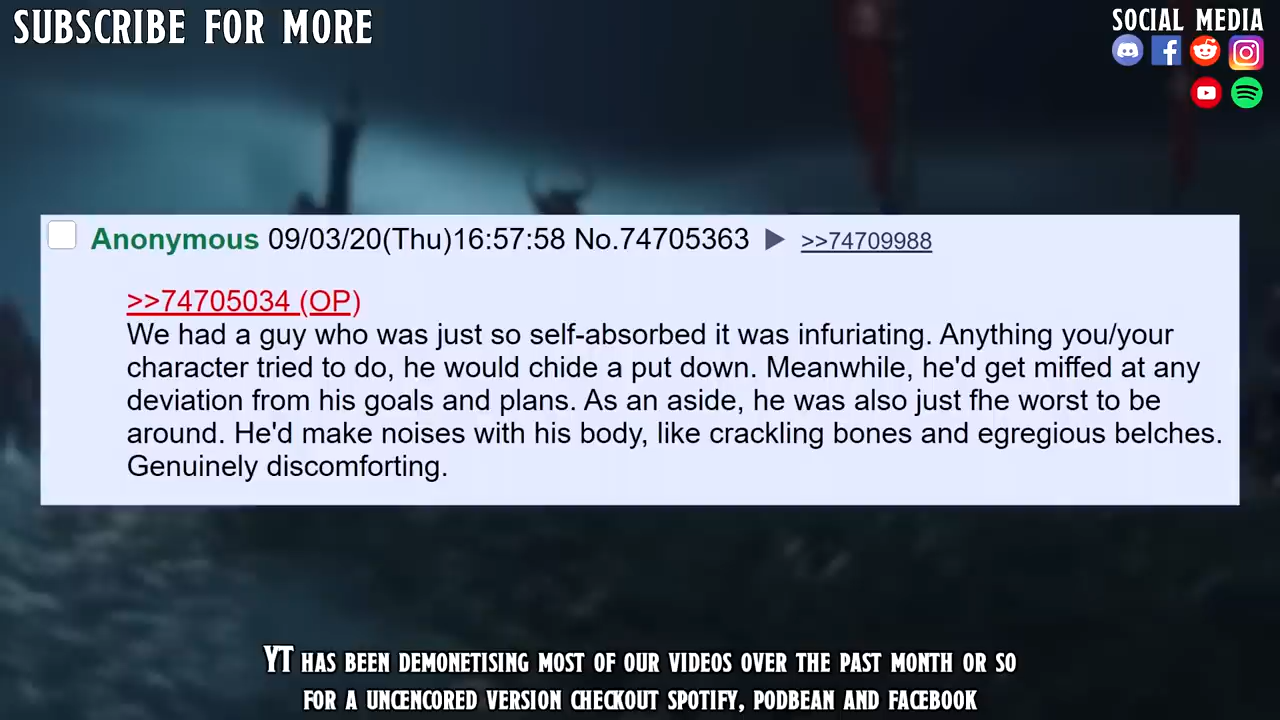 SUBSCRIBE FOR MORE
SOCIAL MEDIA
Anonymous 09/03/20(Thu)16:57:58 No.74705363 ▶ >>74709988
>>74705034 (OP)
We had a guy who was just so self-absorbed it was infuriating. Anything you/your
character tried to do, he would chide a put down. Meanwhile, he'd get miffed at any
deviation from his goals and plans. As an aside, he was also just fhe worst to be
around. He'd make noises with his body, like crackling bones and egregious belches.
Genuinely discomforting.
YT HAS BEEN DEMONETISING MOST OF OUR VIDEOS OVER THE PAST MONTH OR SO
FOR A UNCENCORED VERSION CHECKOUT SPOTIFY, PODBEAN AND FACEBOOK